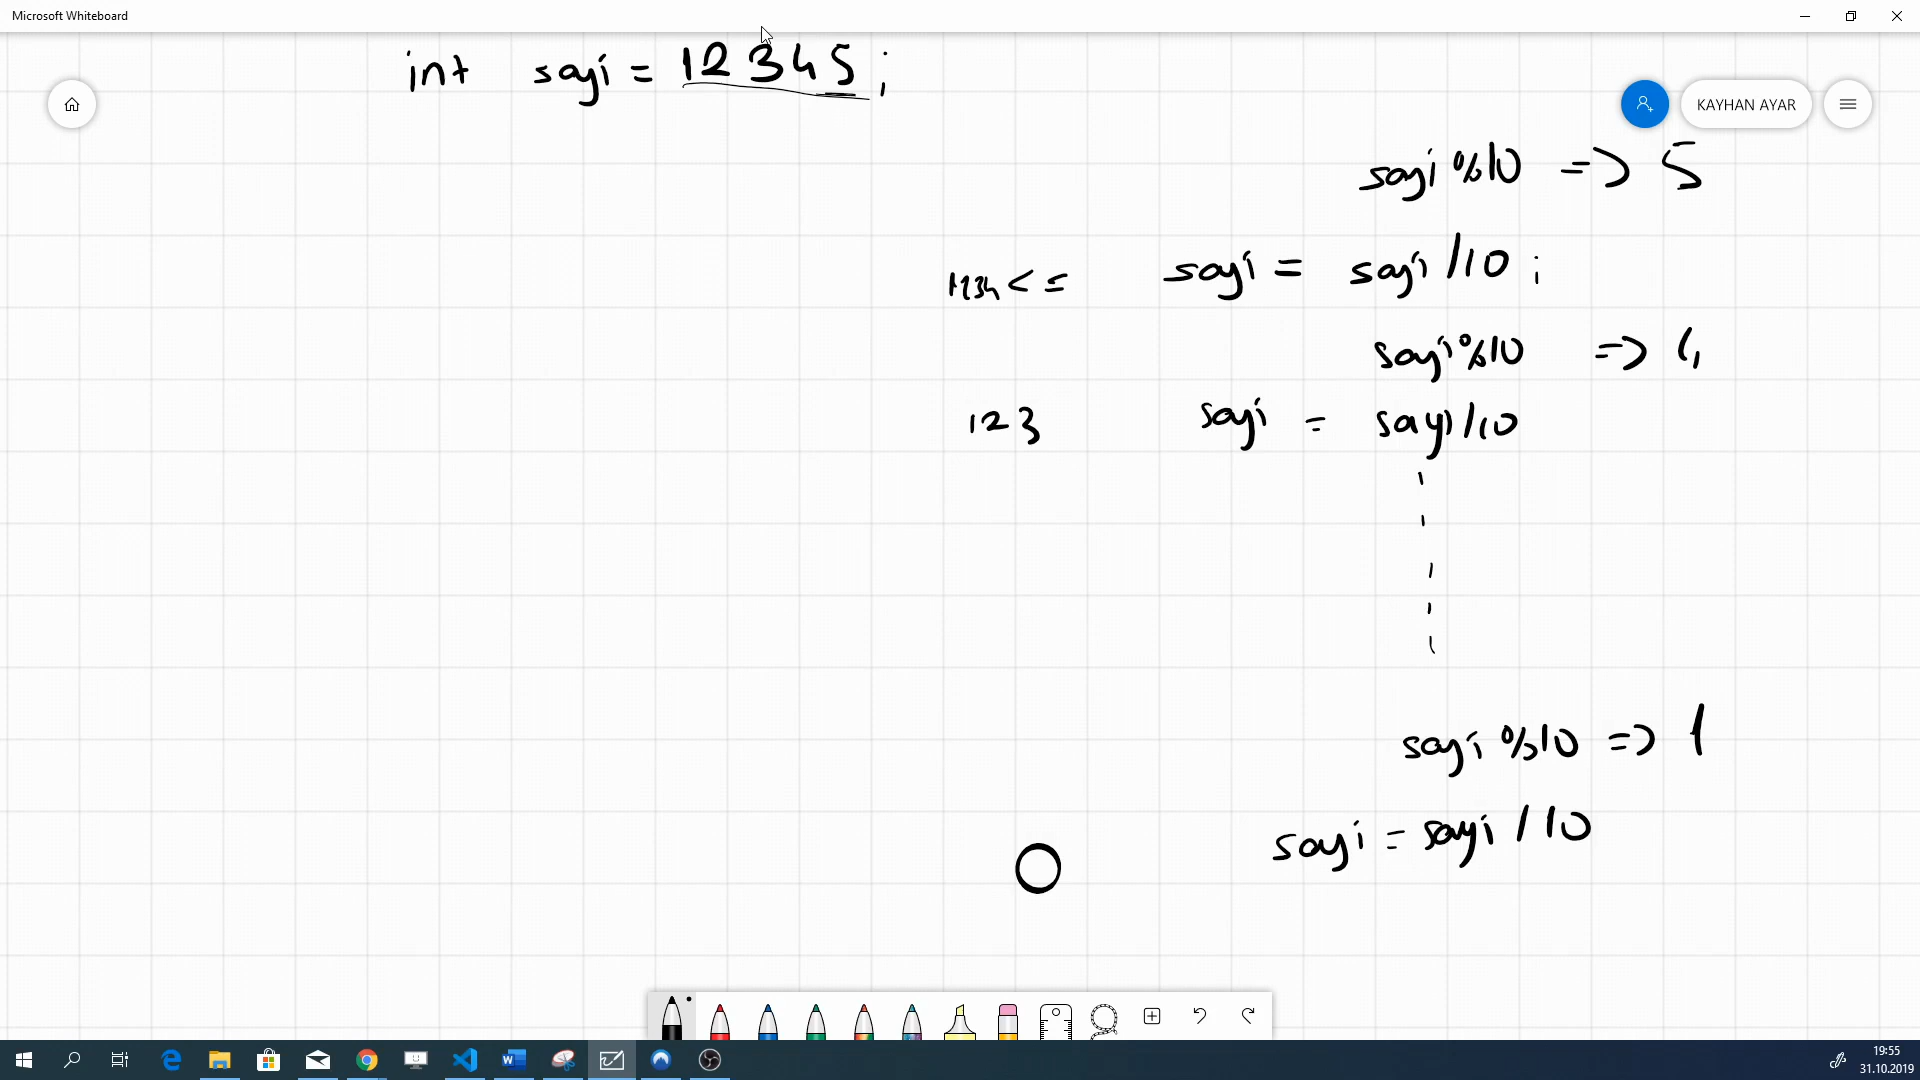 Microsoft Whiteboard
int sayi = 12345;
KAYHAN AYAR
sayi %10 => 5
1234 <= sayi = sayi /10 ;
sayi %10 => 4
123 sayi = sayi /10
sayi %10 => 1
sayi = sayi / 10
0
19:55
31.10.2019